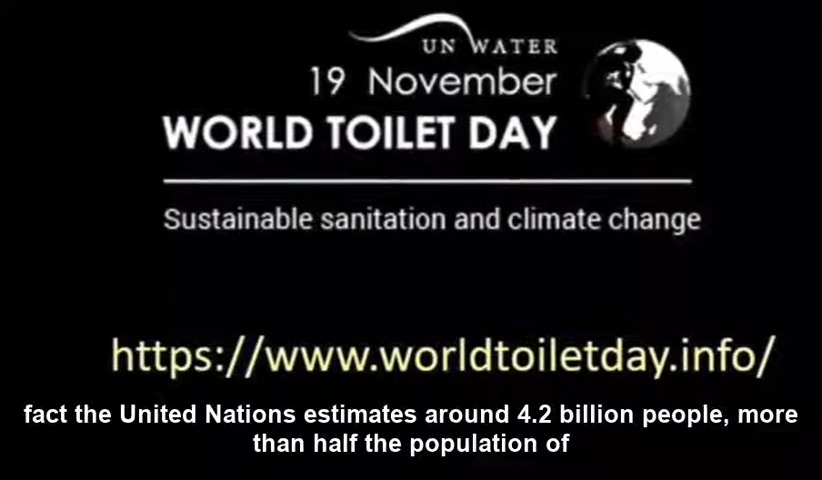 UN WATER
19 November
WORLD TOILET DAY
Sustainable sanitation and climate change
https://www.worldtoiletday.info/
fact the United Nations estimates around 4.2 billion people, more
than half the population of